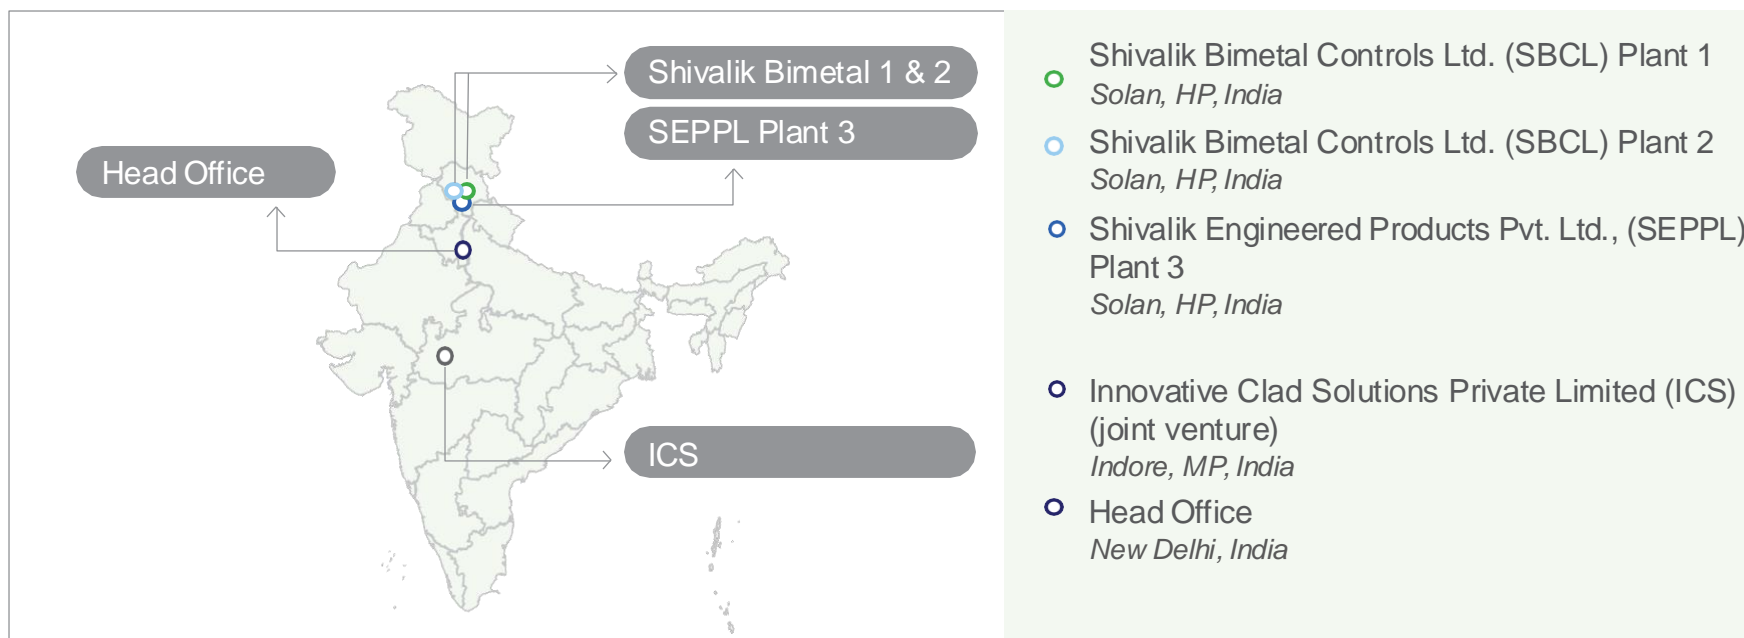 Shivalik Bimetal 1 & 2
SEPPL Plant 3
Head Office
ICS
Shivalik Bimetal Controls Ltd. (SBCL) Plant 1
Solan, HP, India
Shivalik Bimetal Controls Ltd. (SBCL) Plant 2
Solan, HP, India
Shivalik Engineered Products Pvt. Ltd., (SEPPL)
Plant 3
Solan, HP, India
Innovative Clad Solutions Private Limited (ICS)
(joint venture)
Indore, MP, India
Head Office
New Delhi, India